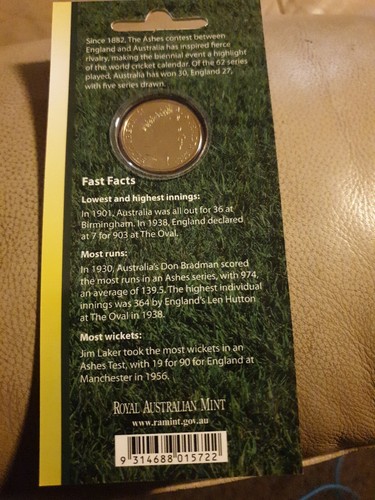 Since 1882, The Ashes contest between
England and Australia has inspired fierce
rivalry, making the biennial event a highlight
of the world cricket calendar. Of the 62 series
played, Australia has won 30, England 27,
with five series drawn.
Fast Facts
Lowest and highest innings:
In 1901, Australia was all out for 36 at
Birmingham. In 1938, England declared
at 7 for 903 at The Oval.
Most runs:
In 1930, Australia's Don Bradman scored
the most runs in an Ashes series, with 974,
an average of 139.5. The highest individual
innings was 364 by England's Len Hutton
at The Oval in 1938.
Most wickets:
Jim Laker took the most wickets in an
Ashes Test, with 19 for 90 for England at
Manchester in 1956.
ROYAL AUSTRALIAN MINT
www.ramint.gov.au
9 314688 015722